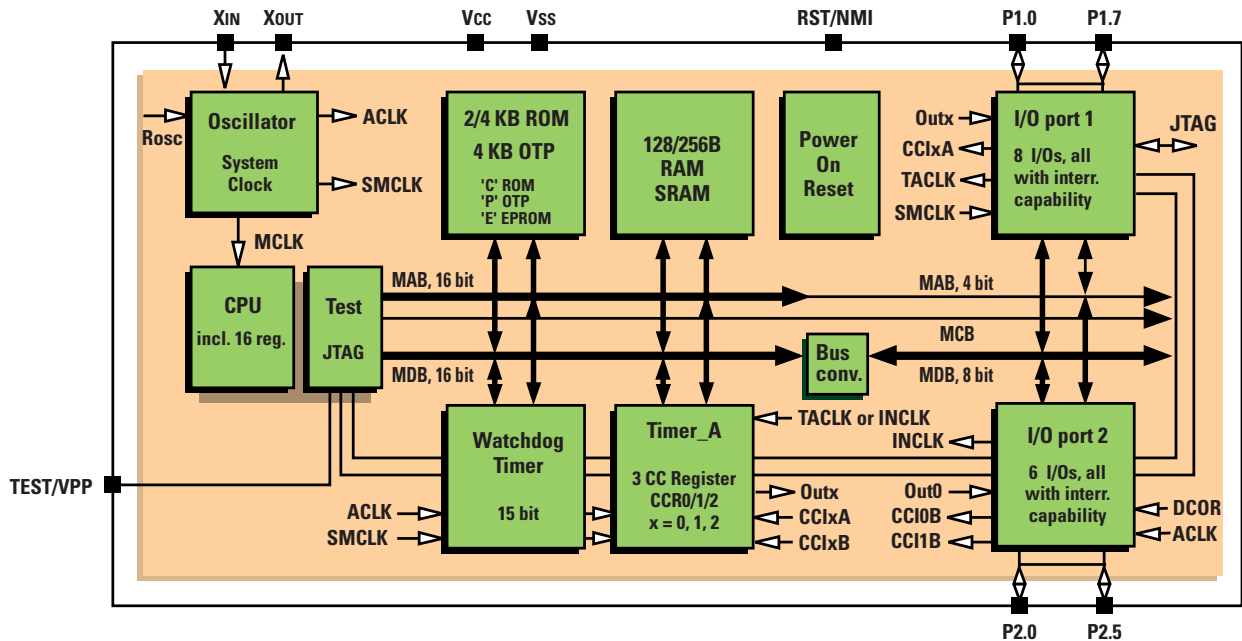 XIN XOUT VCC VSS RST/NMI P1.0 P1.7
Rosc
Oscillator
System
Clock
ACLK
SMCLK
MCLK
2/4 KB ROM
4 KB OTP
'C' ROM
'P' OTP
'E' EPROM
128/256B
RAM
SRAM
Power
On
Reset
Outx
CCIxA
TACLK
SMCLK
I/O port 1
8 I/Os, all
with interr.
capability
JTAG
CPU
incl. 16 reg.
Test
JTAG
MAB, 16 bit
MAB, 4 bit
MCB
MDB, 16 bit
Bus
conv.
MDB, 8 bit
TEST/VPP
Watchdog
Timer
15 bit
ACLK
SMCLK
Timer_A
3 CC Register
CCR0/1/2
x = 0, 1, 2
TACLK or INCLK
Outx
CCIxA
CCIxB
INCLK
Out0
CCI0B
CCI1B
I/O port 2
6 I/Os, all
with interr.
capability
DCOR
ACLK
P2.0 P2.5